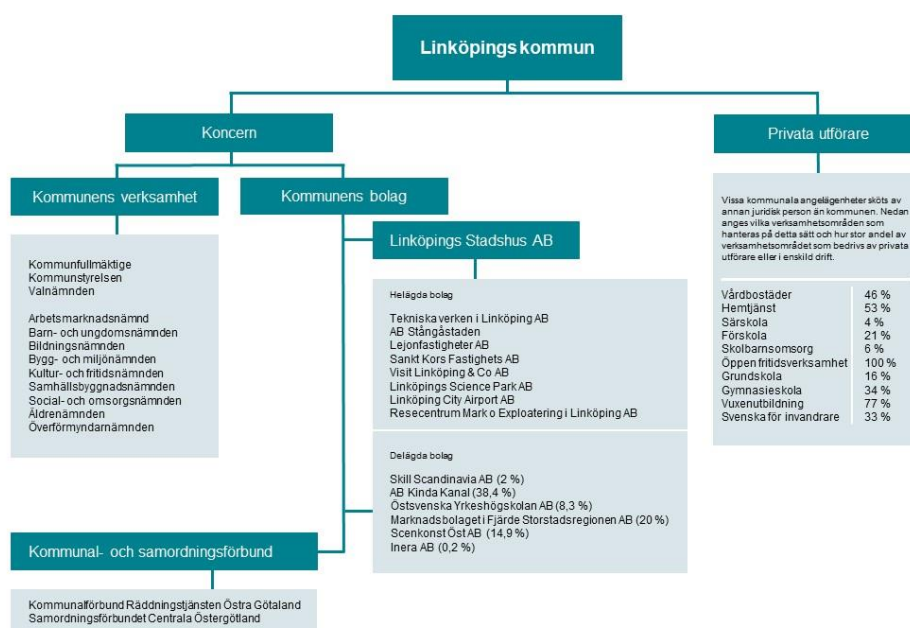 Linköpings kommun
Koncern
Privata utförare
Kommunens verksamhet
Kommunens bolag
Linköpings Stadshus AB
Kommunfullmäktige
Kommunstyrelsen
Valnämnden
Arbetsmarknadsnämnd
Barn- och ungdomsnämnden
Bildningsnämnden
Bygg- och miljönämnden
Kultur- och fritidsnämnden
Samhällsbyggnadsnämnden
Social- och omsorgsnämnden
Äldrenämnden
Överförmyndarnämnden
Helägda bolag
Tekniska verken i Linköping AB
AB Stångåstaden
Lejonfastigheter AB
Sankt Kors Fastighets AB
Visit Linköping & Co AB
Linköpings Science Park AB
Linköping City Airport AB
Resecentrum Mark o Exploatering i Linköping AB
Delägda bolag
Skill Scandinavia AB (2 %)
AB Kinda Kanal (38,4 %)
Östsvenska Yrkeshögskolan AB (8,3 %)
Marknadsbolaget i Fjärde Storstadsregionen AB (20 %)
Scenkonst Öst AB (14,9 %)
Inera AB (0,2 %)
Kommunal- och samordningsförbund
Kommunalförbund Räddningstjänsten Östra Götaland
Samordningsförbundet Centrala Östergötland
Vissa kommunala angelägenheter sköts av
annan juridisk person än kommunen. Nedan
anges vilka verksamhetsområden som
hanteras på detta sätt och hur stor andel av
verksamhetsområdet som bedrivs av privata
utförare eller i enskild drift.
Vårdbostäder 46 %
Hemtjänst 53 %
Särskola 4 %
Förskola 21 %
Skolbarnsomsorg 6 %
Öppen fritidsverksamhet 100 %
Grundskola 16 %
Gymnasieskola 34 %
Vuxenutbildning 77 %
Svenska för invandrare 33 %